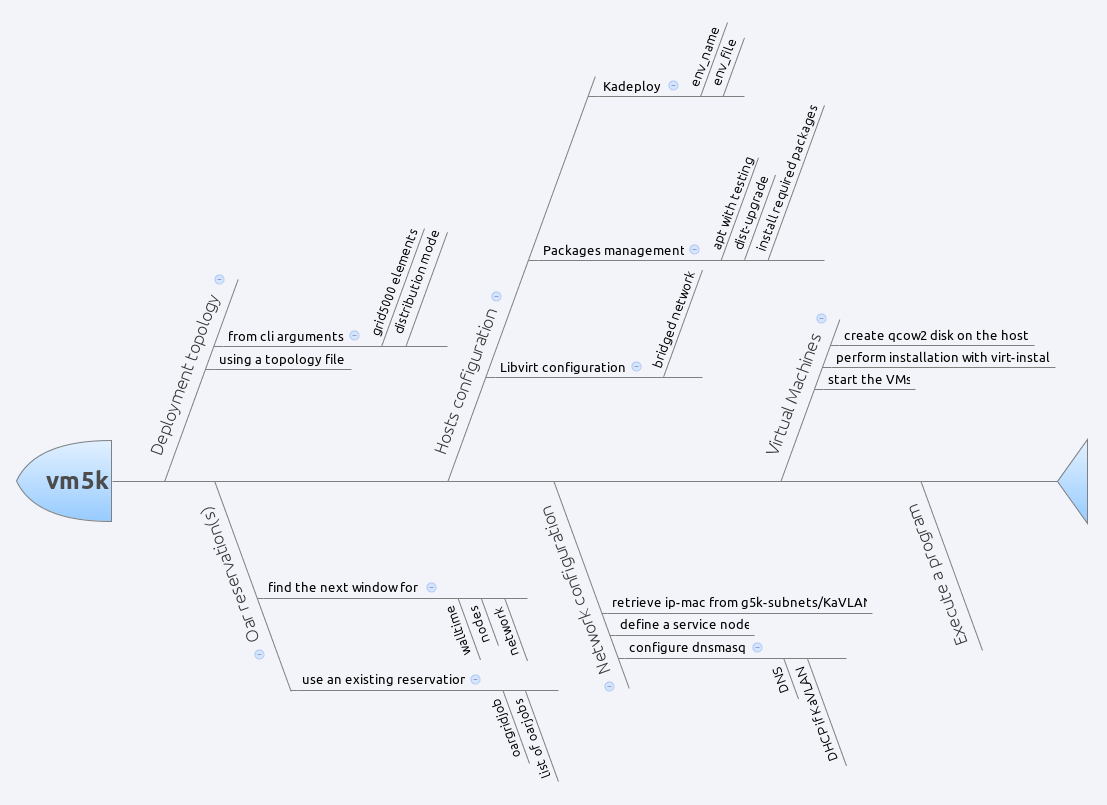 vm5k
Deployment topology
from cli arguments
grid5000 elements
distribution mode
using a topology file
Oar reservation(s)
find the next window for
walltime
nodes
network
use an existing reservatior
oargridjob
list of oarjobs
Hosts configuration
Kadeploy
env_name
env_file
Packages management
apt with testing
dist-upgrade
install required packages
Libvirt configuration
bridged network
Network configuration
retrieve ip-mac from g5k-subnets/KaVLAN
define a service node
configure dnsmasq
DNS
DHCP if KaVLAN
Virtual Machines
create qcow2 disk on the host
perform installation with virt-instal
start the VMs
Execute a program